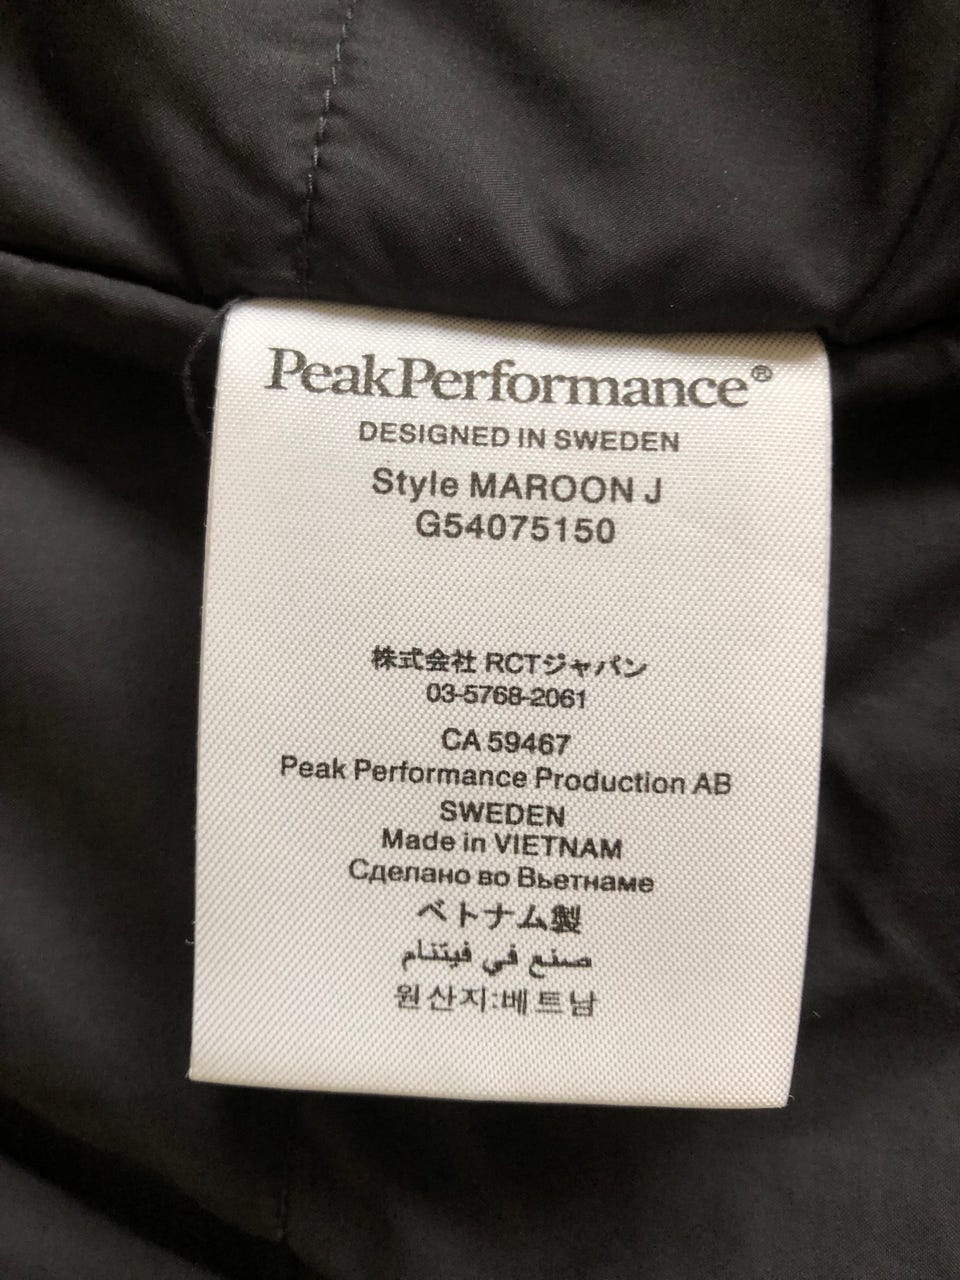 PeakPerformance®
DESIGNED IN SWEDEN
Style MAROON J
G54075150
株式会社 RCTジャパン
03-5768-2061
CA 59467
Peak Performance Production AB
SWEDEN
Made in VIETNAM
Сделано во Вьетнаме
ベトナム製
صنع في فيتنام
원산지:베트남